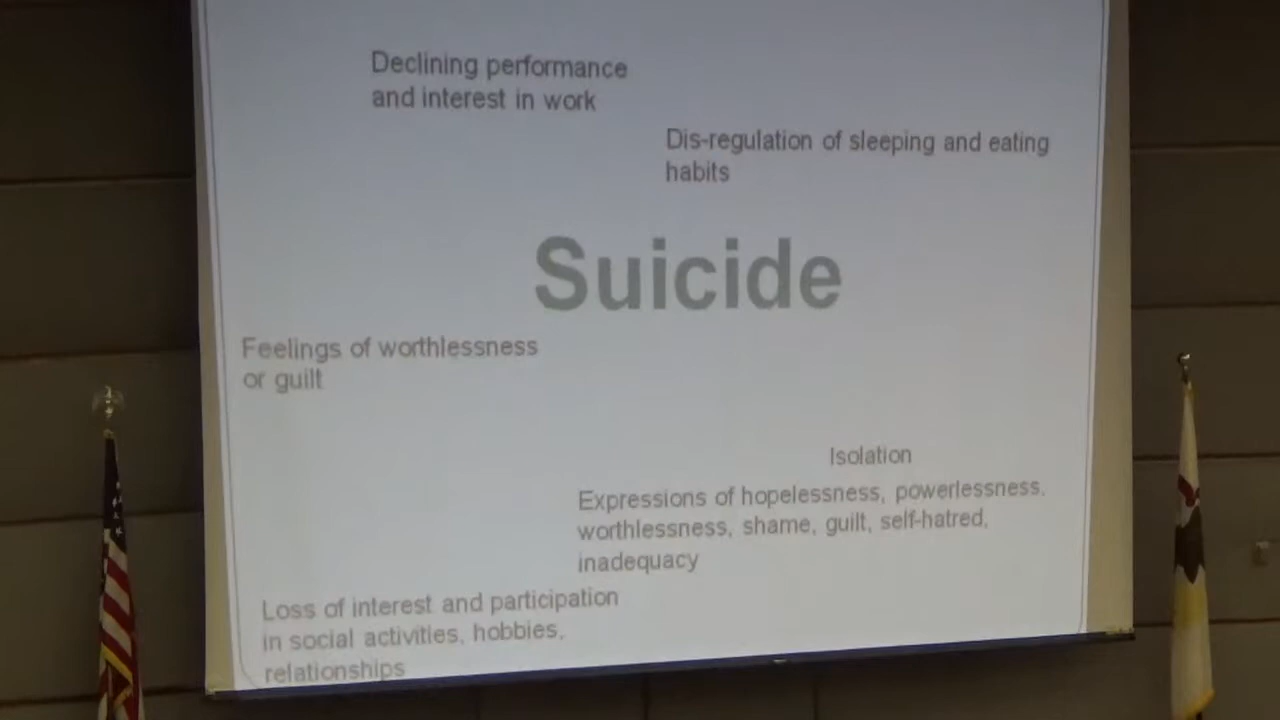 Declining performance
and interest in work
Dis-regulation of sleeping and eating
habits
Suicide
Feelings of worthlessness
or guilt
Isolation
Expressions of hopelessness, powerlessness,
worthlessness, shame, guilt, self-hatred,
inadequacy
Loss of interest and participation
in social activities, hobbies,
relationships